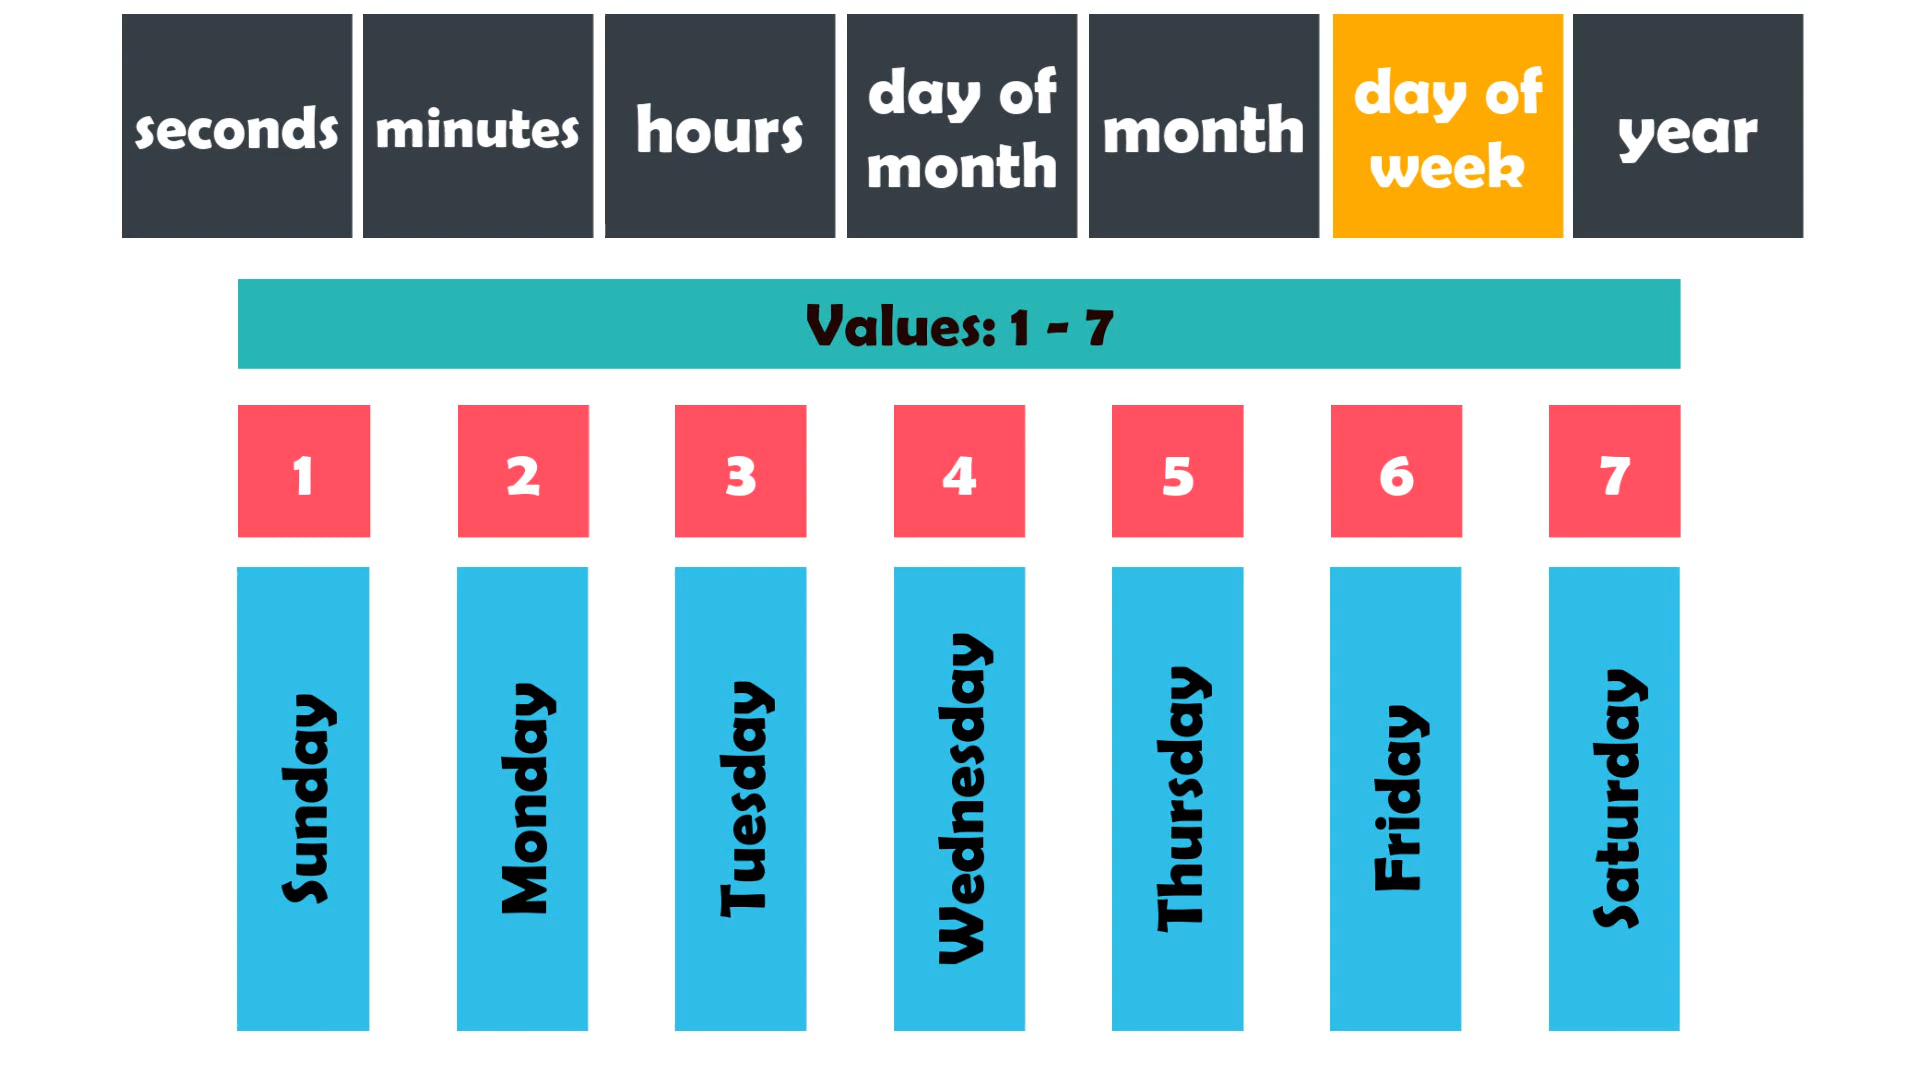 seconds
minutes
hours
day of
month
month
day of
week
year
Values: 1 - 7
1
2
3
4
5
6
7
Sunday
Monday
Tuesday
Wednesday
Thursday
Friday
Saturday